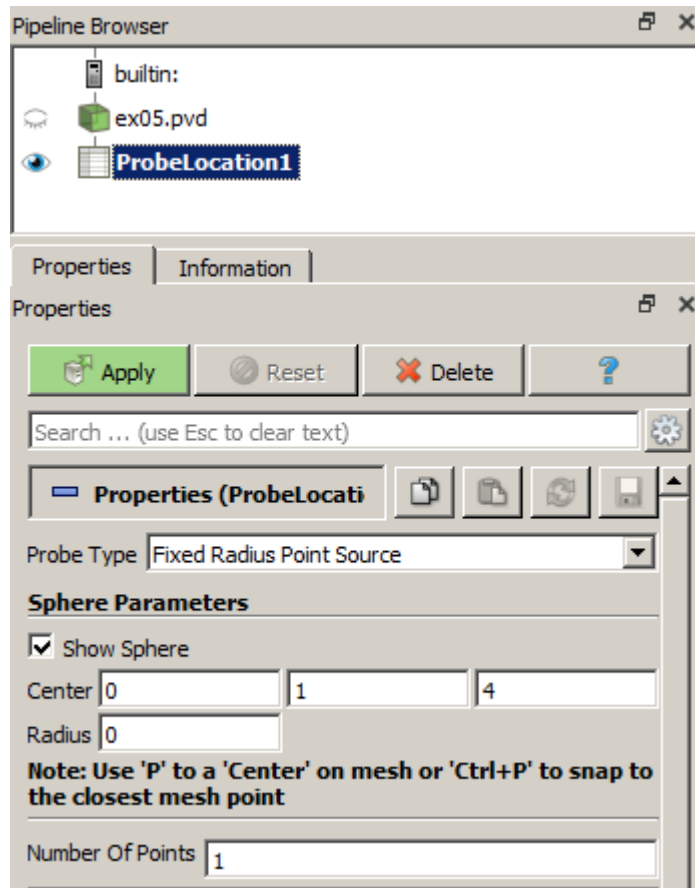 Pipeline Browser
builtin:
ex05.pvd
ProbeLocation1
Properties Information
Properties
Apply Reset Delete ?
Search ... (use Esc to clear text)
Properties (ProbeLocati
Probe Type Fixed Radius Point Source
Sphere Parameters
Show Sphere
Center 0 1 4
Radius 0
Note: Use 'P' to a 'Center' on mesh or 'Ctrl+P' to snap to
the closest mesh point
Number Of Points 1